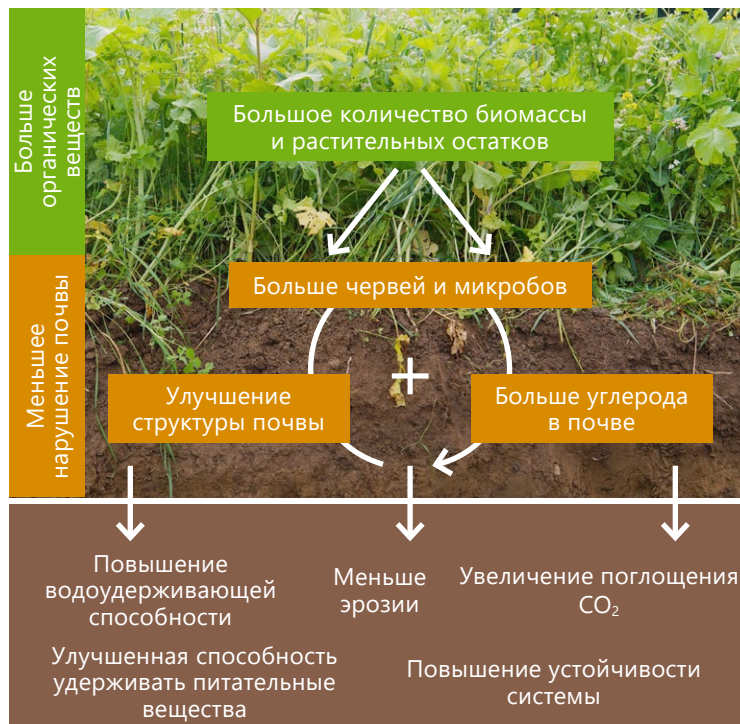 Больше
органических
веществ
Большое количество биомассы
и растительных остатков
Меньшее
нарушение почвы
Больше червей и микробов
+
Улучшение
структуры почвы
Больше углерода
в почве
Повышение
водоудерживающей
способности
Меньше
эрозии
Увеличение поглощения
CO₂
Улучшенная способность
удерживать питательные
вещества
Повышение устойчивости
системы